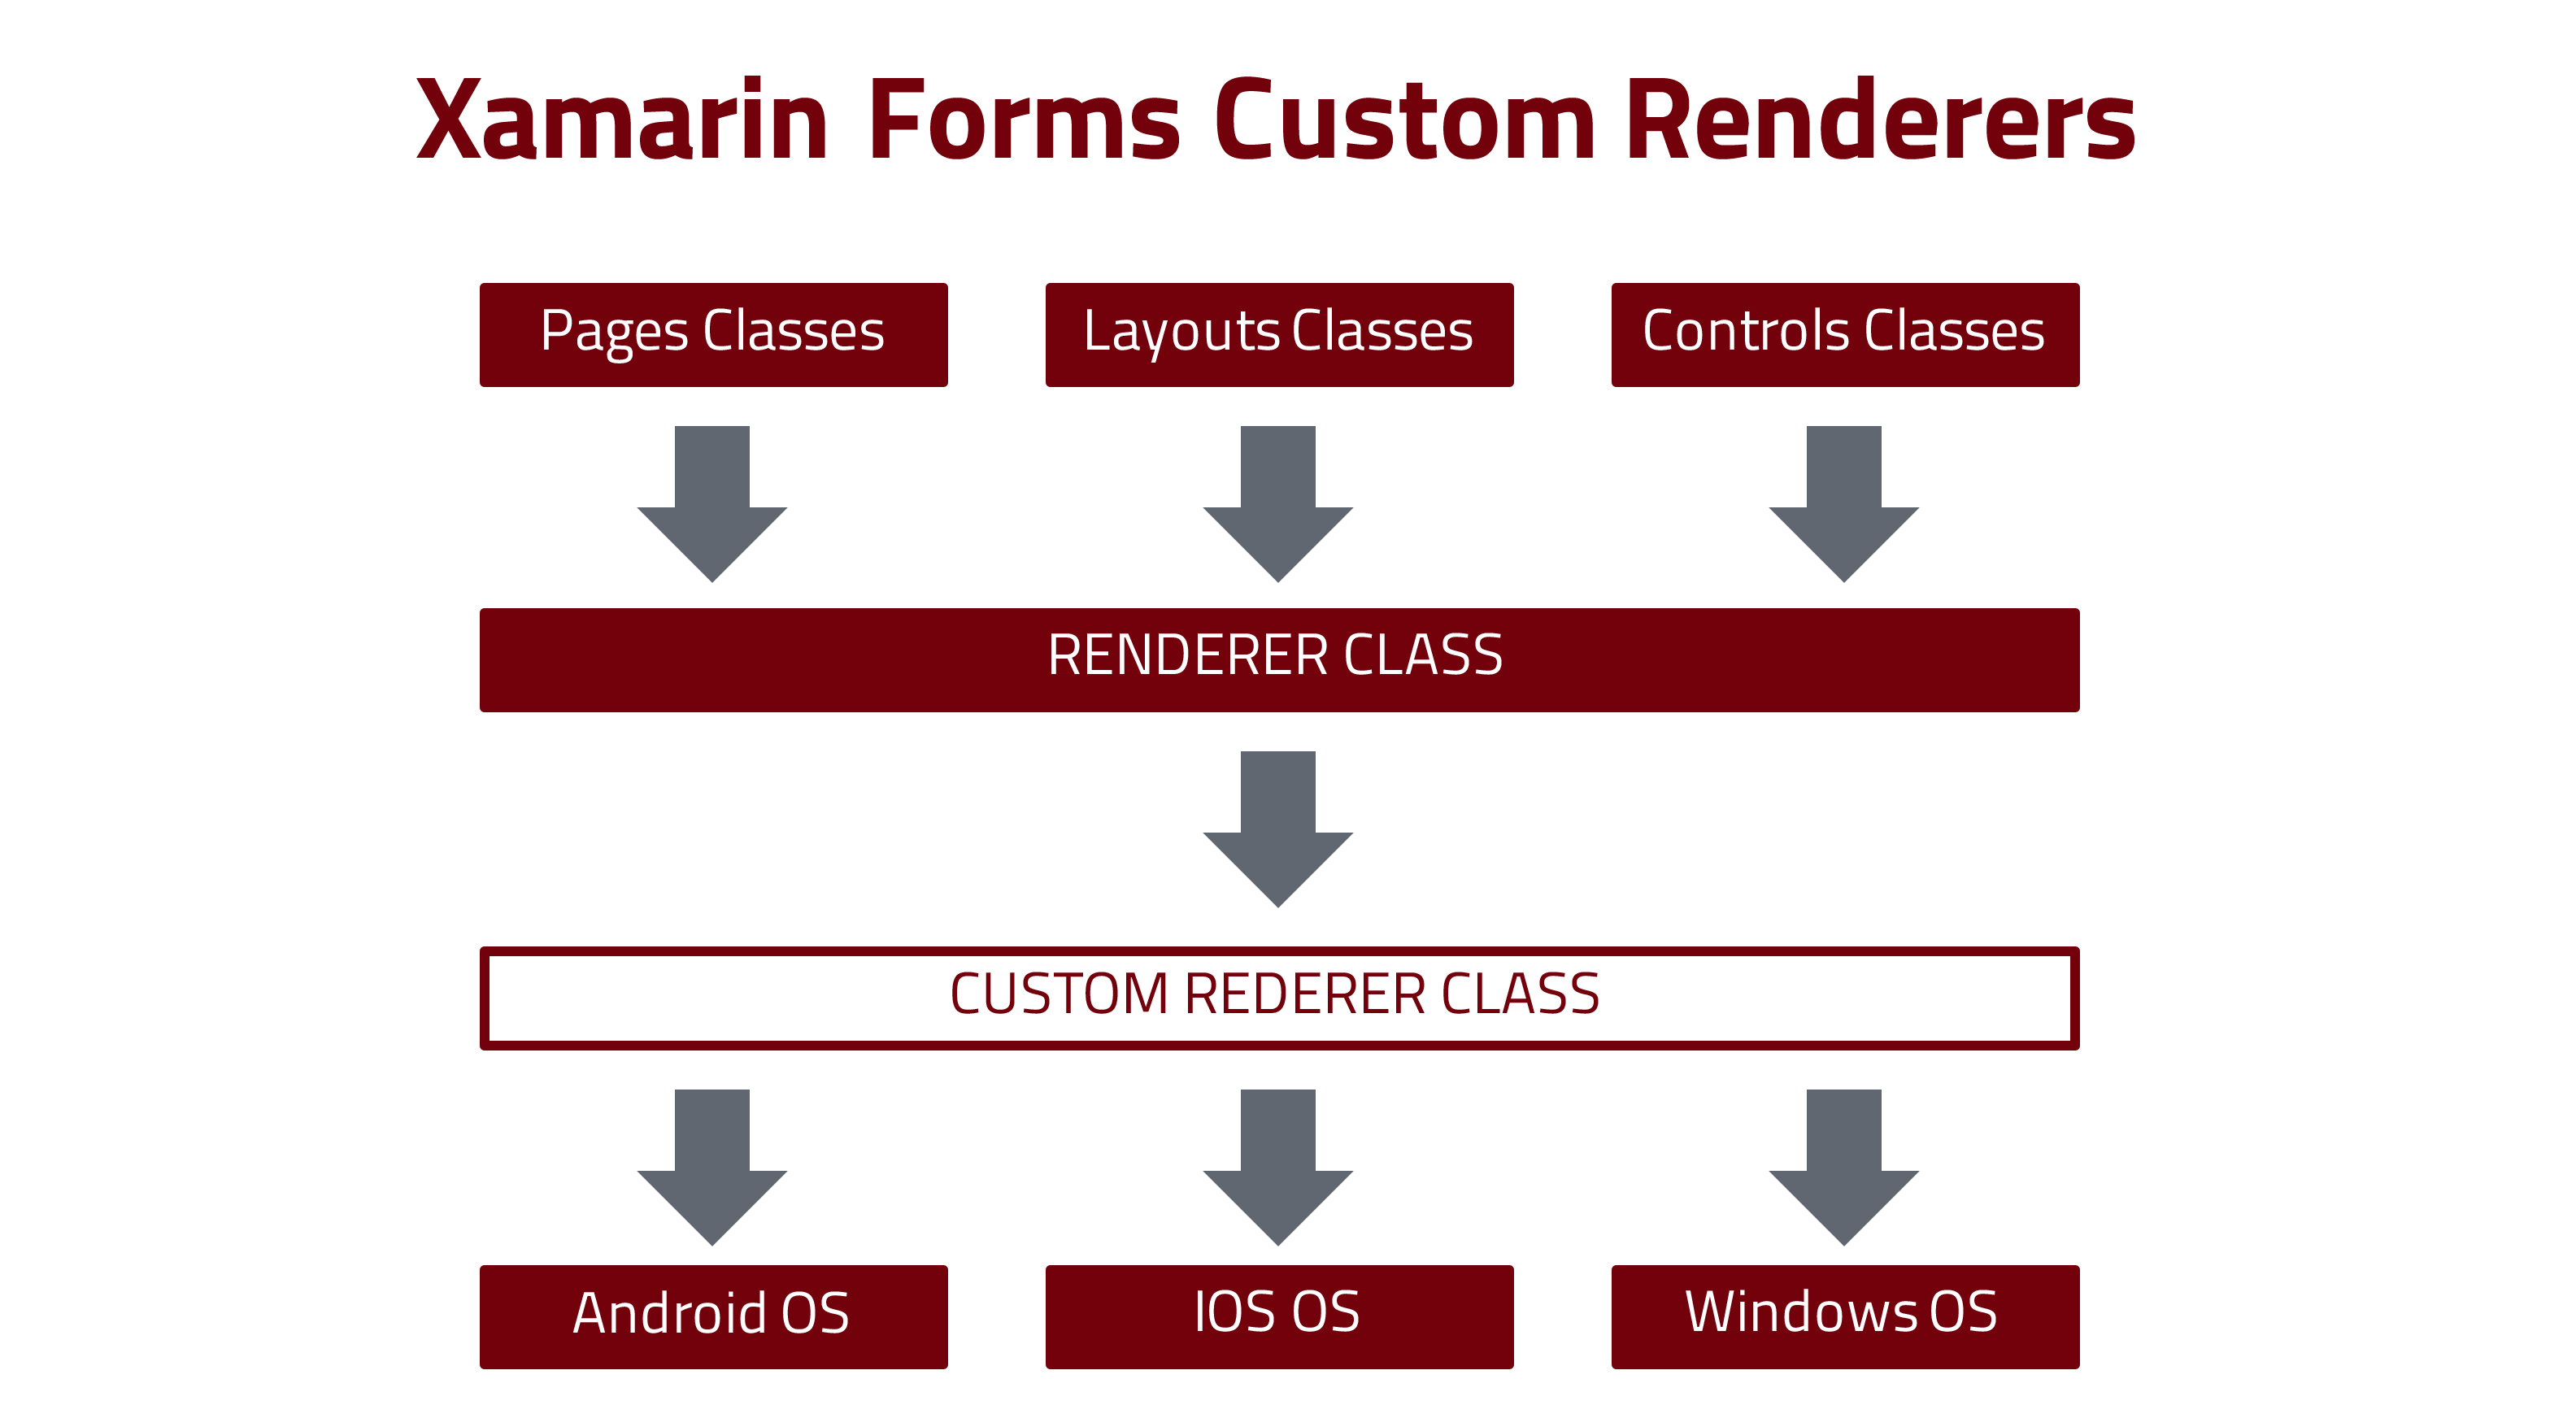 Xamarin Forms Custom Renderers
Pages Classes
Layouts Classes
Controls Classes
RENDERER CLASS
CUSTOM REDERER CLASS
Android OS
IOS OS
Windows OS